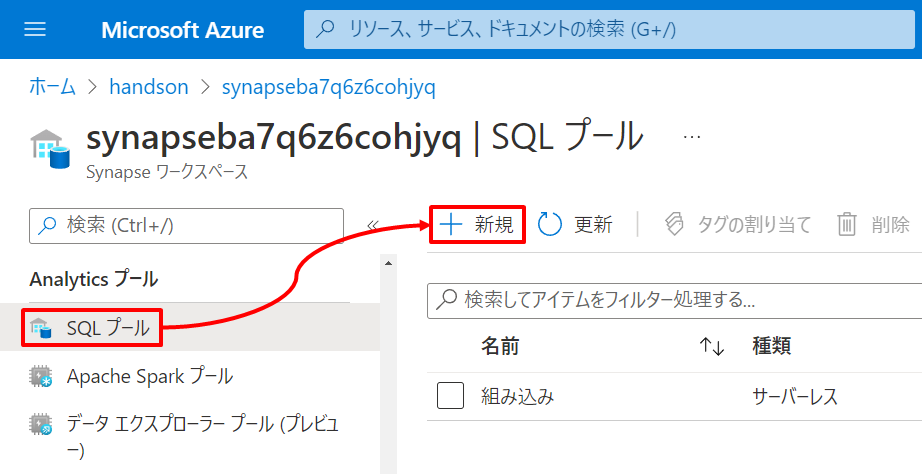 Microsoft Azure
リソース、サービス、ドキュメントの検索 (G+/)
ホーム > handson > synapseba7q6z6cohjyq
synapseba7q6z6cohjyq | SQL プール ...
Synapse ワークスペース
検索 (Ctrl+/)
«
新規
更新
タグの割り当て
削除
Analytics プール
SQL プール
Apache Spark プール
データ エクスプローラー プール (プレビュ
ー)
検索してアイテムをフィルター処理する...
名前 ↑↓ 種類
組み込み サーバーレス